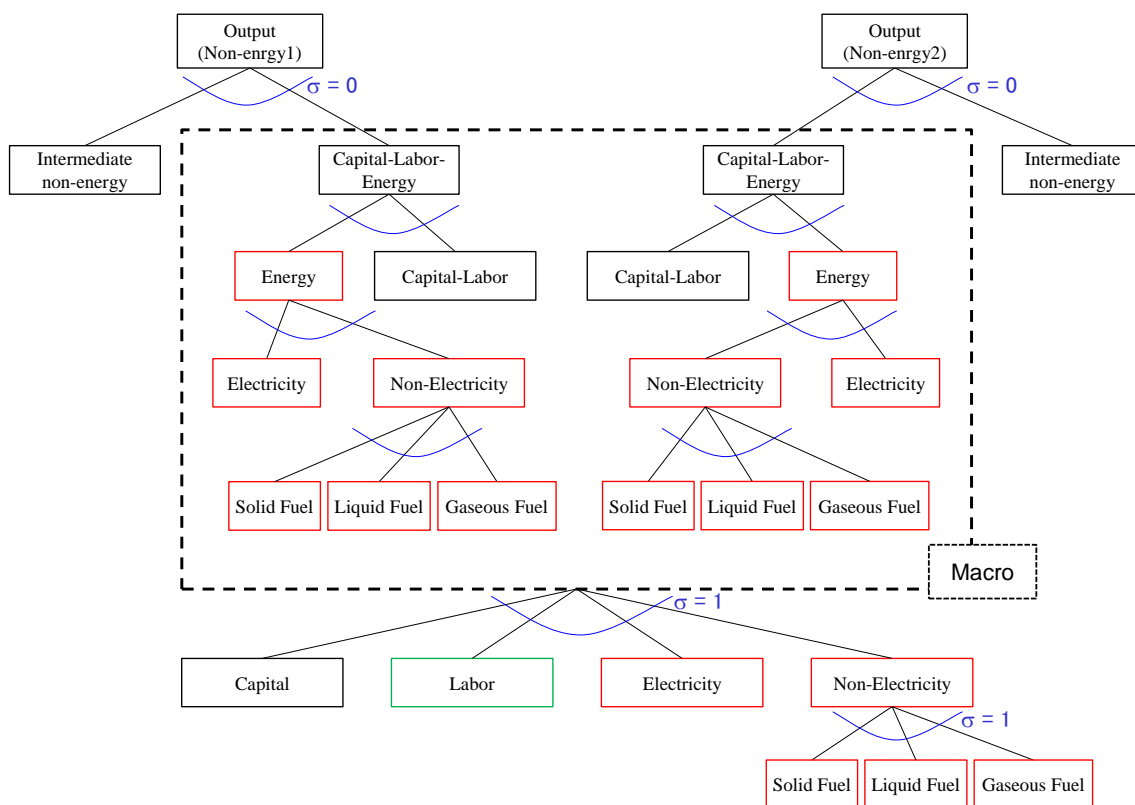 Output
(Non-enrgy1)
Output
(Non-enrgy2)
σ = 0
σ = 0
Intermediate
non-energy
Capital-Labor-
Energy
Capital-Labor-
Energy
Intermediate
non-energy
Energy
Capital-Labor
Capital-Labor
Energy
Electricity
Non-Electricity
Non-Electricity
Electricity
Solid Fuel
Liquid Fuel
Gaseous Fuel
Solid Fuel
Liquid Fuel
Gaseous Fuel
Macro
σ = 1
Capital
Labor
Electricity
Non-Electricity
σ = 1
Solid Fuel
Liquid Fuel
Gaseous Fuel